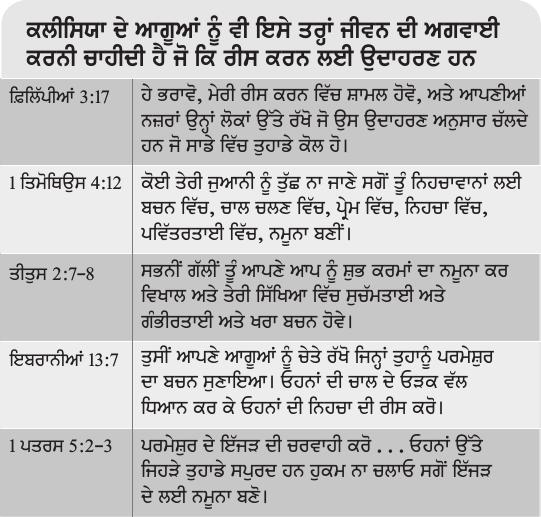 ਕਲੀਸਿਯਾ ਦੇ ਆਗੂਆਂ ਨੂੰ ਵੀ ਇਸੇ ਤਰ੍ਹਾਂ ਜੀਵਨ ਦੀ ਅਗਵਾਈ
ਕਰਨੀ ਚਾਹੀਦੀ ਹੈ ਜੋ ਕਿ ਰੀਸ ਕਰਨ ਲਈ ਉਦਾਹਰਣ ਹਨ
ਫ਼ਿਲਿੱਪੀਆਂ 3:17
ਹੇ ਭਰਾਵੋ, ਮੇਰੀ ਰੀਸ ਕਰਨ ਵਿੱਚ ਸ਼ਾਮਲ ਹੋਵੋ, ਅਤੇ ਆਪਣੀਆਂ
ਨਜ਼ਰਾਂ ਉਨ੍ਹਾਂ ਲੋਕਾਂ ਉੱਤੇ ਰੱਖੋ ਜੋ ਉਸ ਉਦਾਹਰਣ ਅਨੁਸਾਰ ਚੱਲਦੇ
ਹਨ ਜੋ ਸਾਡੇ ਵਿੱਚ ਤੁਹਾਡੇ ਕੋਲ ਹੋ।
1 ਤਿਮੋਥਿਉਸ 4:12
ਕੋਈ ਤੇਰੀ ਜੁਆਨੀ ਨੂੰ ਤੁੱਛ ਨਾ ਜਾਣੇ ਸਗੋਂ ਤੂੰ ਨਿਹਚਾਵਾਨਾਂ ਲਈ
ਬਚਨ ਵਿੱਚ, ਚਾਲ ਚਲਣ ਵਿੱਚ, ਪ੍ਰੇਮ ਵਿੱਚ, ਨਿਹਚਾ ਵਿੱਚ,
ਪਵਿੱਤਰਤਾਈ ਵਿੱਚ, ਨਮੂਨਾ ਬਣੀਂ।
ਤੀਤੁਸ 2:7-8
ਸਭਨੀਂ ਗੱਲੀਂ ਤੂੰ ਆਪਣੇ ਆਪ ਨੂੰ ਸ਼ੁਭ ਕਰਮਾਂ ਦਾ ਨਮੂਨਾ ਕਰ
ਵਿਖਾਲ ਅਤੇ ਤੇਰੀ ਸਿੱਖਿਆ ਵਿੱਚ ਸੁਚੱਮਤਾਈ ਅਤੇ
ਗੰਭੀਰਤਾਈ ਅਤੇ ਖਰਾ ਬਚਨ ਹੋਵੇ।
ਇਬਰਾਨੀਆਂ 13:7
ਤੁਸੀਂ ਆਪਣੇ ਆਗੂਆਂ ਨੂੰ ਚੇਤੇ ਰੱਖੋ ਜਿਨ੍ਹਾਂ ਤੁਹਾਨੂੰ ਪਰਮੇਸ਼ੁਰ
ਦਾ ਬਚਨ ਸੁਣਾਇਆ। ਓਹਨਾਂ ਦੀ ਚਾਲ ਦੇ ਓੜਕ ਵੱਲ
ਧਿਆਨ ਕਰ ਕੇ ਓਹਨਾਂ ਦੀ ਨਿਹਚਾ ਦੀ ਰੀਸ ਕਰੋ।
1 ਪਤਰਸ 5:2-3
ਪਰਮੇਸ਼ੁਰ ਦੇ ਇੱਜੜ ਦੀ ਚਰਵਾਹੀ ਕਰੋ . . . ਓਹਨਾਂ ਉੱਤੇ
ਜਿਹੜੇ ਤੁਹਾਡੇ ਸਪੁਰਦ ਹਨ ਹੁਕਮ ਨਾ ਚਲਾਓ ਸਗੋਂ ਇੱਜੜ
ਦੇ ਲਈ ਨਮੂਨਾ ਬਣੋ।